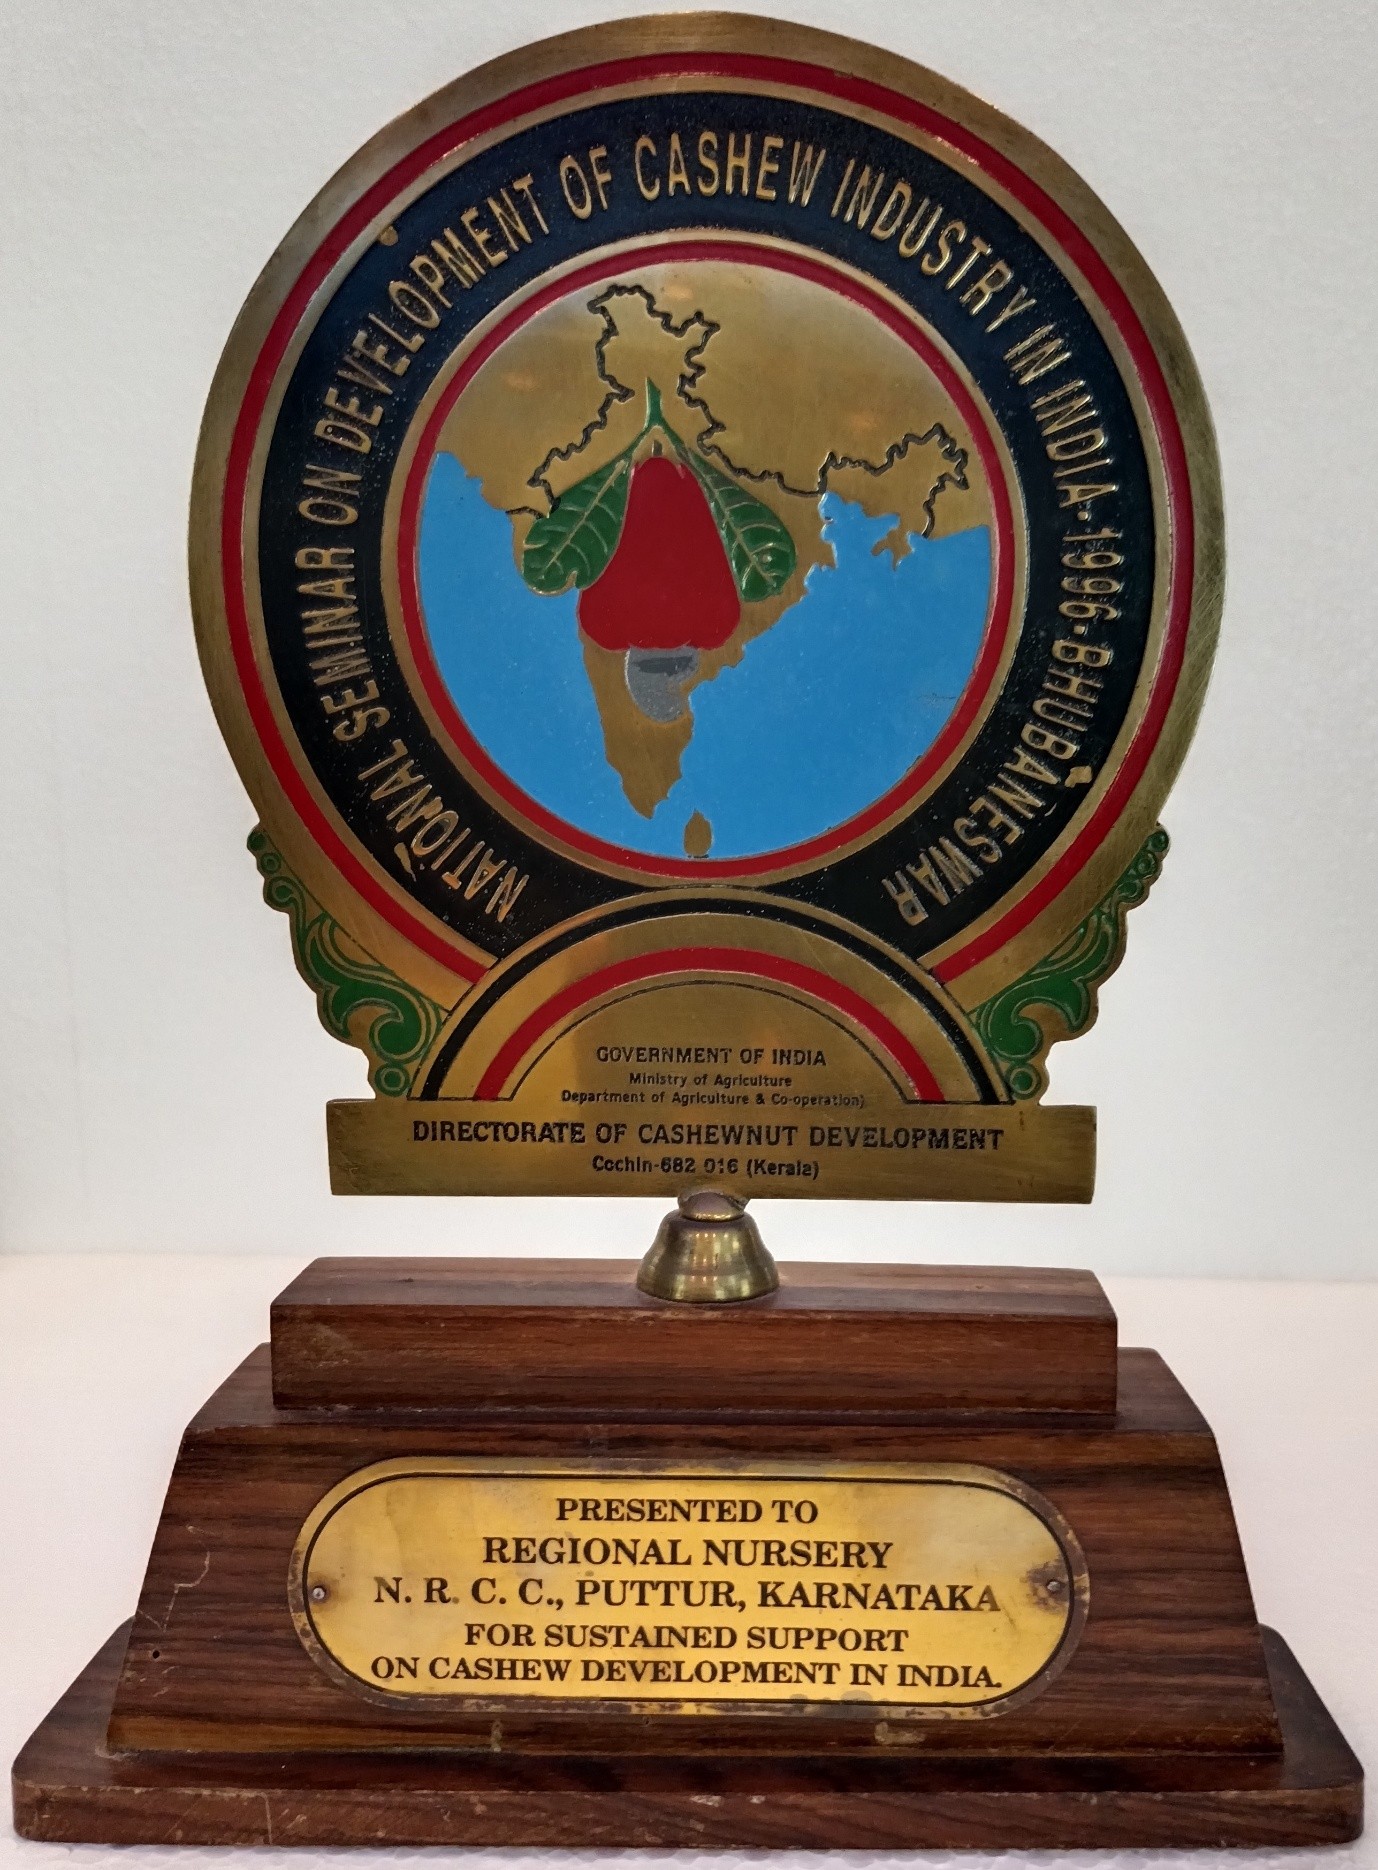 NATIONAL SEMINAR ON DEVELOPMENT OF CASHEW INDUSTRY IN INDIA-1996-BHUBANESWAR
GOVERNMENT OF INDIA
Ministry of Agriculture
Department of Agriculture & Co-operation)
DIRECTORATE OF CASHEWNUT DEVELOPMENT
Cochin-682 016 (Kerala)
PRESENTED TO
REGIONAL NURSERY
N. R. C. C., PUTTUR, KARNATAKA
FOR SUSTAINED SUPPORT
ON CASHEW DEVELOPMENT IN INDIA.